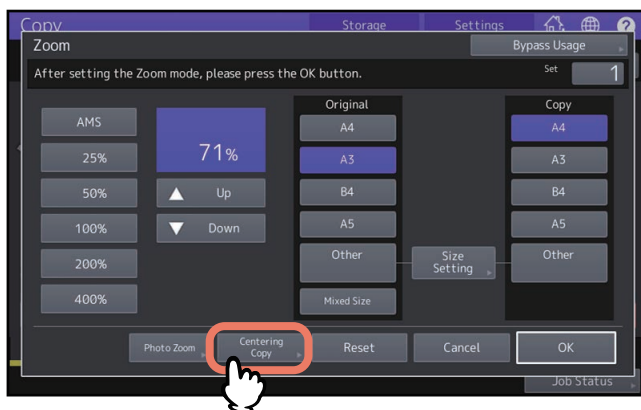 Copy Storage Settings ?
Zoom Bypass Usage
After setting the Zoom mode, please press the OK button. Set 1
Original Copy
AMS A4 A4
25% 71% A3 A3
50% Up B4 B4
100% Down A5 A5
200% Other Size Setting Other
400% Mixed Size
Photo Zoom Centering Copy Reset Cancel OK
Job Status